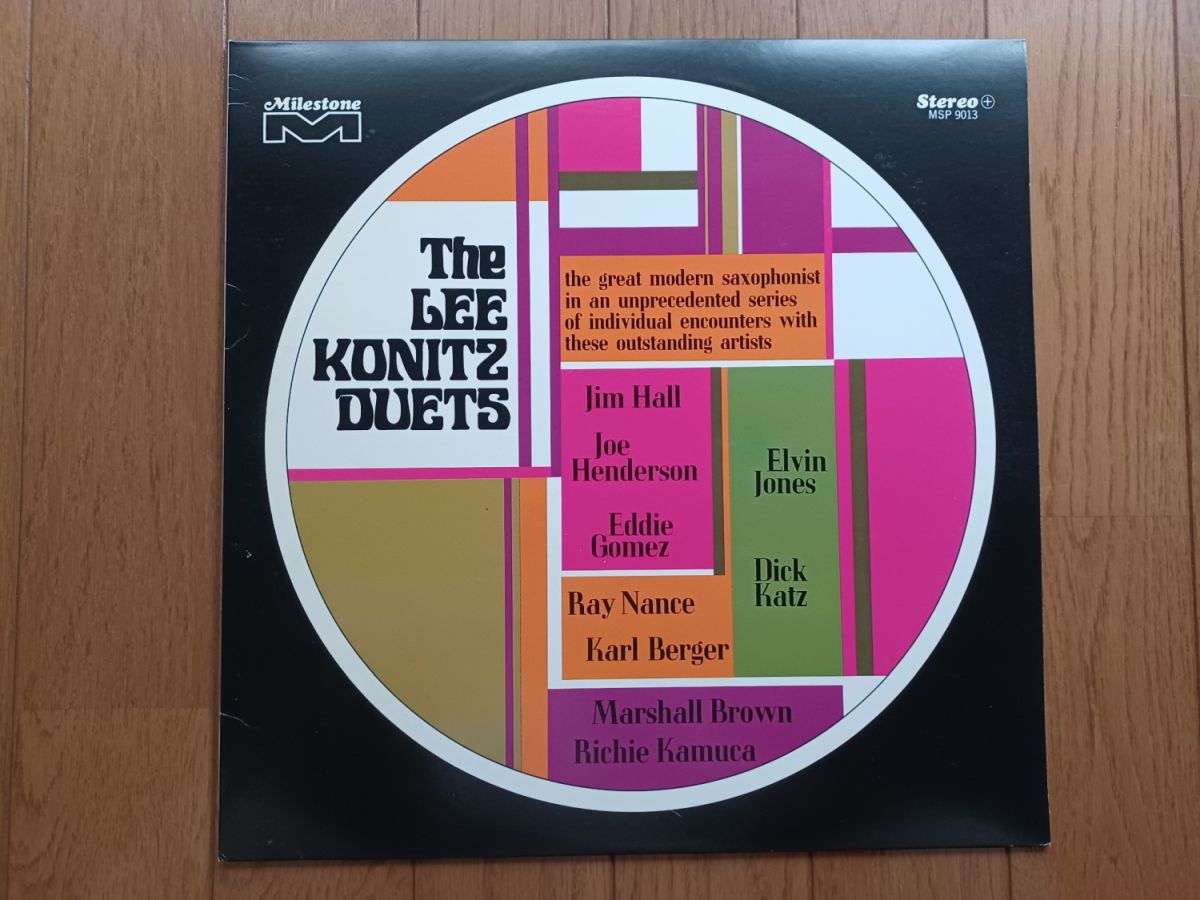 Milestone
M
Stereo
MSP 9013
The
LEE
KONITZ
DUETS
the great modern saxophonist
in an unprecedented series
of individual encounters with
these outstanding artists
Jim Hall
Joe
Henderson
Eddie
Gomez
Elvin
Jones
Dick
Katz
Ray Nance
Karl Berger
Marshall Brown
Richie Kamuca